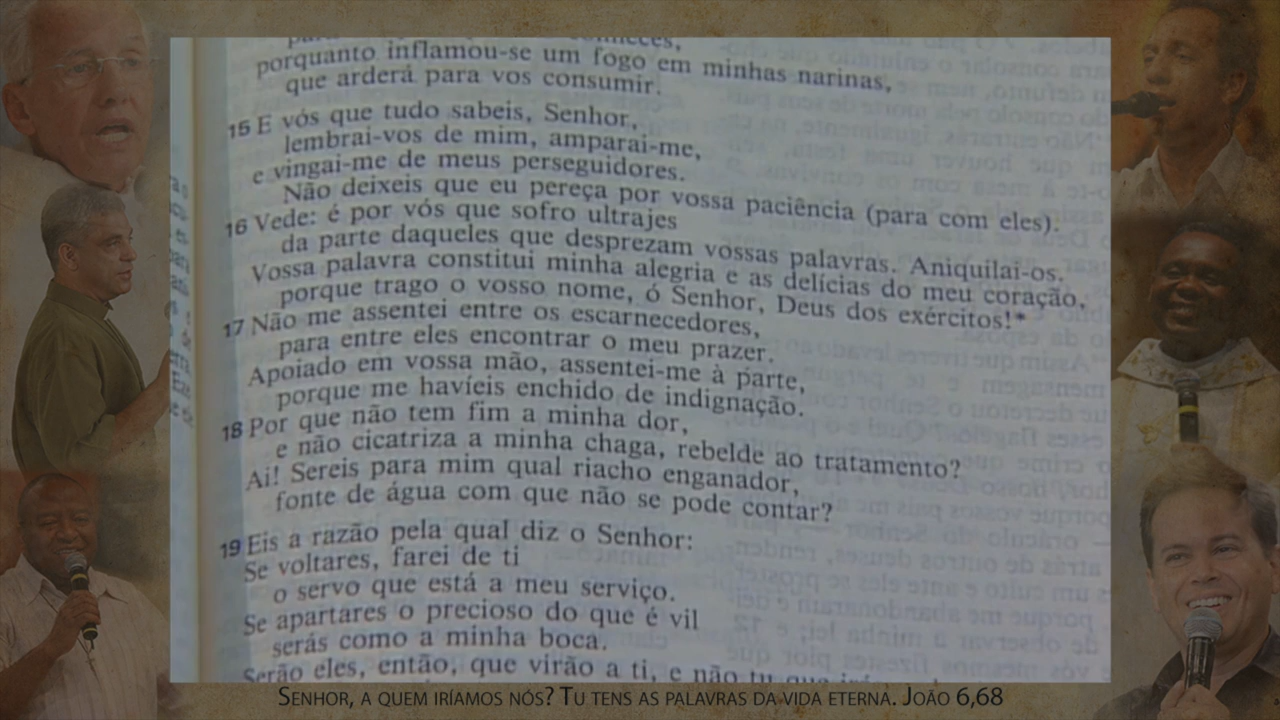 porquanto inflamou-se um fogo em minhas narinas,
que arderá para vos consumir.
15 E vós que tudo sabeis, Senhor,
lembrai-vos de mim, amparai-me,
e vingai-me de meus perseguidores.
Não deixeis que eu pereça por vossa paciência (para com eles).
16 Vede: é por vós que sofro ultrajes
da parte daqueles que desprezam vossas palavras. Aniquilai-os.
Vossa palavra constitui minha alegria e as delícias do meu coração,
porque trago o vosso nome, ó Senhor, Deus dos exércitos!*
17 Não me assentei entre os escarnecedores,
para entre eles encontrar o meu prazer.
Apoiado em vossa mão, assentei-me à parte,
porque me havíeis enchido de indignação.
18 Por que não tem fim a minha dor,
e não cicatriza a minha chaga, rebelde ao tratamento?
Ai! Sereis para mim qual riacho enganador,
fonte de água com que não se pode contar?
19 Eis a razão pela qual diz o Senhor:
Se voltares, farei de ti
o servo que está a meu serviço.
Se apartares o precioso do que é vil
serás como a minha boca.
Serão eles, então, que virão a ti, e não tu que
Senhor, a quem iríamos nós? Tu tens as palavras da vida eterna. João 6,68